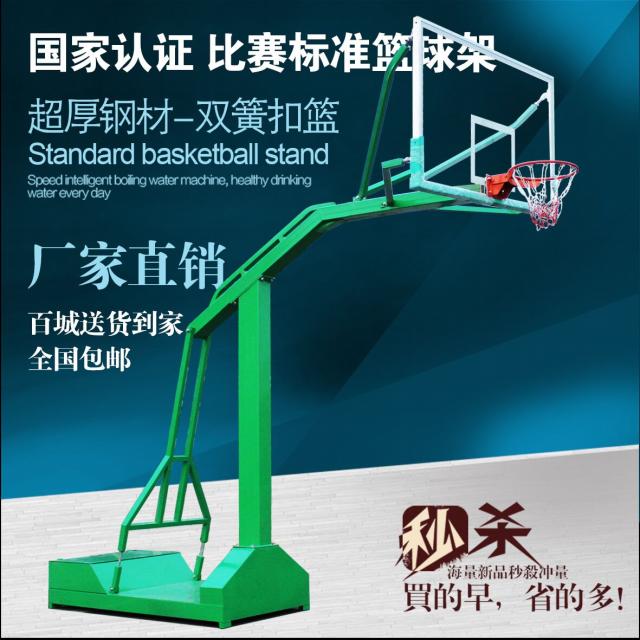 国家认证 比赛标准篮球架
超厚钢材-双簧扣篮
Standard basketball stand
Speed intelligent boiling water machine, healthy drinking
water every day
厂家直销
百城送货到家
全国包邮
秒杀
海量新品秒殺冲量
買的早，省的多!